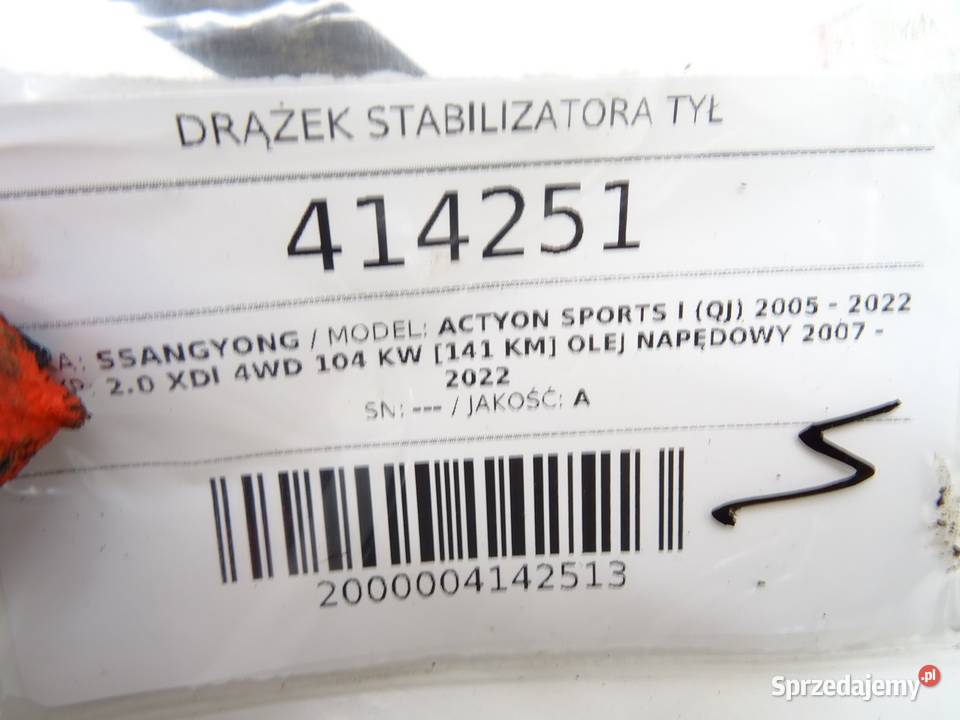 DRĄŻEK STABILIZATORA TYŁ
414251
SSANGYONG / MODEL: ACTYON SPORTS I (QJ) 2005 - 2022
2.0 XDI 4WD 104 KW [141 KM] OLEJ NAPĘDOWY 2007 -
2022
SN: --- / JAKOŚĆ: A
2000004142513
Sprzedajemy.pl